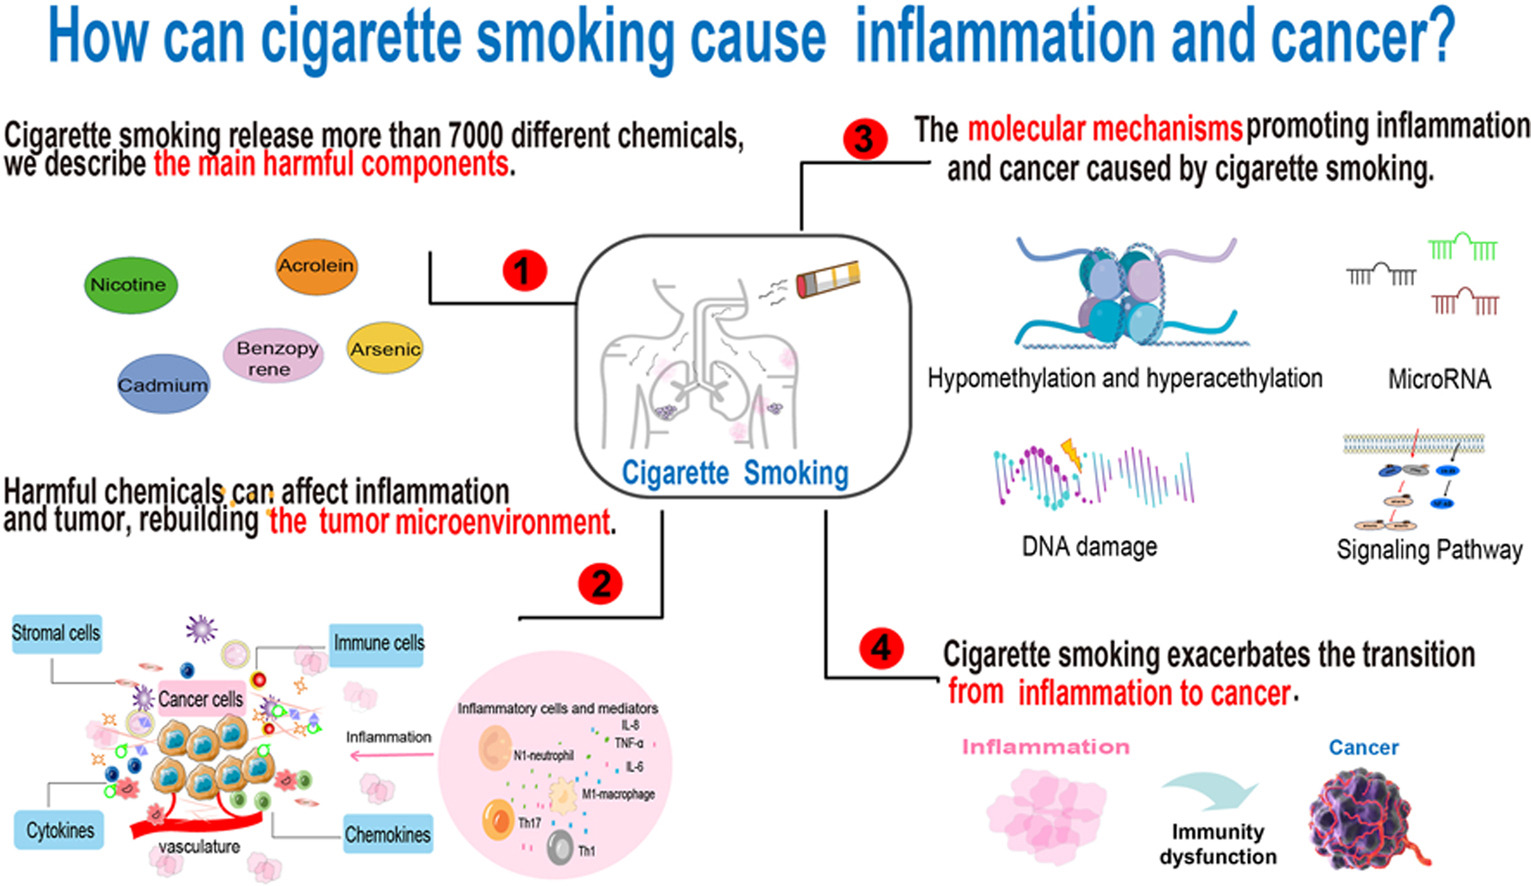 How can cigarette smoking cause inflammation and cancer?
Cigarette smoking release more than 7000 different chemicals,
we describe the main harmful components.
1
Nicotine
Acrolein
Benzopy
rene
Arsenic
Cadmium
Cigarette Smoking
Harmful chemicals can affect inflammation
and tumor, rebuilding the tumor microenvironment.
2
Stromal cells
Immune cells
Cancer cells
Cytokines
Chemokines
vasculature
Inflammation
Inflammatory cells and mediators
IL-8
TNF-α
IL-6
N1-neutrophil
M1-macrophage
Th17
Th1
3
The molecular mechanisms promoting inflammation
and cancer caused by cigarette smoking.
Hypomethylation and hyperacethylation
MicroRNA
DNA damage
Signaling Pathway
4
Cigarette smoking exacerbates the transition
from inflammation to cancer.
Inflammation
Cancer
Immunity
dysfunction